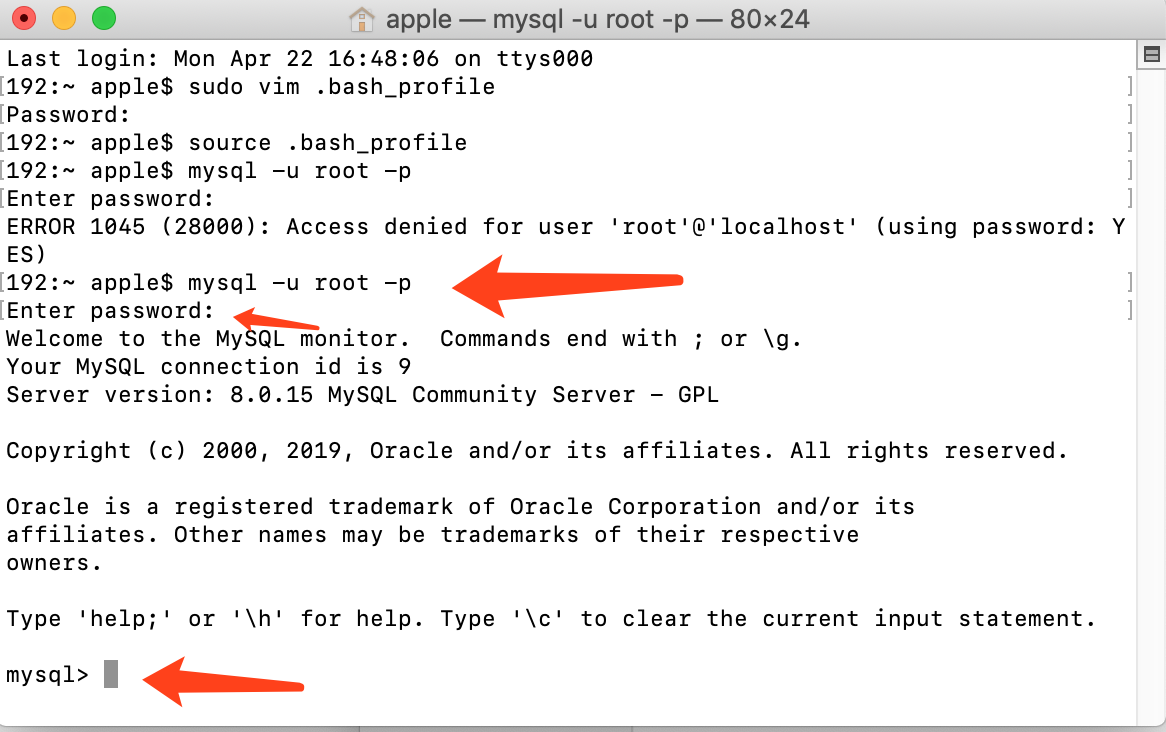 apple — mysql -u root -p — 80×24
Last login: Mon Apr 22 16:48:06 on ttys000
[192:~ apple$ sudo vim .bash_profile ]
[Password: ]
[192:~ apple$ source .bash_profile ]
[192:~ apple$ mysql -u root -p ]
[Enter password: ]
ERROR 1045 (28000): Access denied for user 'root'@'localhost' (using password: Y
ES)
[192:~ apple$ mysql -u root -p ]
[Enter password: ]
Welcome to the MySQL monitor.  Commands end with ; or \g.
Your MySQL connection id is 9
Server version: 8.0.15 MySQL Community Server - GPL
Copyright (c) 2000, 2019, Oracle and/or its affiliates. All rights reserved.
Oracle is a registered trademark of Oracle Corporation and/or its
affiliates. Other names may be trademarks of their respective
owners.
Type 'help;' or '\h' for help. Type '\c' to clear the current input statement.
mysql>